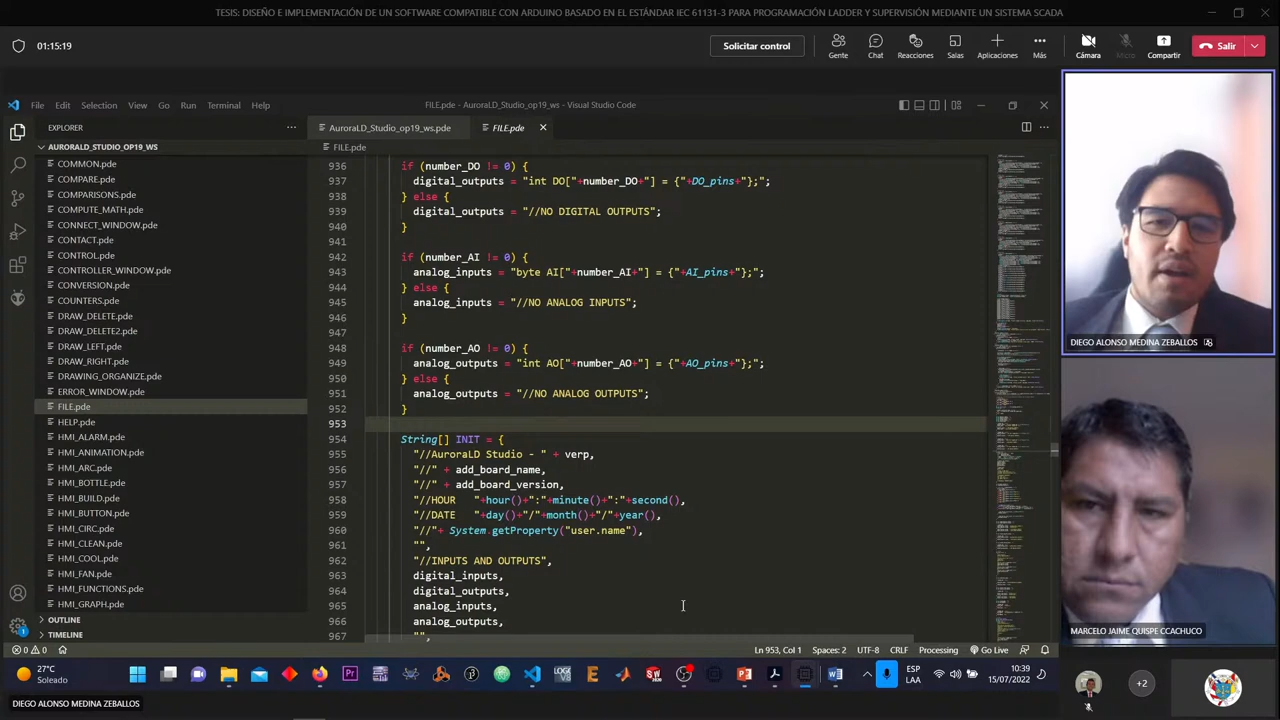 TESIS: DISEÑO E IMPLEMENTACIÓN DE UN SOFTWARE COMPATIBLE CON ARDUINO BASADO EN EL ESTÁNDAR IEC 61131-3 PARA PROGRAMACIÓN LADDER Y SUPERVISIÓN MEDIANTE UN SISTEMA SCADA
01:15:19
Solicitar control
Gente
Chat
Reacciones
Salas
Aplicaciones
Más
Cámara
Micro
Compartir
Salir
File Edit Selection View Go Run Terminal Help
FILE.pde - AuroraLD_Studio_op19_ws - Visual Studio Code
EXPLORER
AuroraLD_Studio_op19_ws.pde
FILE.pde
AURORALD_STUDIO_OP19_WS
FILE.pde
COMMON.pde
COMPARE.pde
COMPARISONS.pde
COMPUTE_MATH.pde
CONNECT_WINDOW.pde
CONTACT.pde
CONTROL.pde
CONTROLLER_WINDOW.pde
CONVERSION.pde
COUNTERS.pde
DRAW_DELETE.pde
DRAW_DELETE2.pde
DRAW_LEFT.pde
DRAW_RIGHT.pde
DRAWING_ORGANIZE.pde
ERROR_WINDOW.pde
FILE.pde
HELP.pde
HMI_ALARM.pde
HMI_ANIMATION.pde
HMI_ARC.pde
HMI_BOTTLE.pde
HMI_BUILD.pde
HMI_BUTTON.pde
HMI_CIRC.pde
HMI_CLEAN.pde
HMI_COOL.pde
HMI_FAN.pde
HMI_FUNCTION.pde
HMI_GRAPH.pde
OUTLINE
TIMELINE
936 if (number_DO != 0) {
937 digital_outputs = "int DO["+number_DO+"] = {"+DO_pins+"};";
938 } else {
939 digital_outputs = "//NO DIGITAL OUTPUTS";
940 }
941
942 if (number_AI != 0) {
943 analog_inputs = "byte AI["+number_AI+"] = {"+AI_pins+"};";
944 } else {
945 analog_inputs = "//NO ANALOG INPUTS";
946 }
947
948 if (number_AO != 0) {
949 analog_outputs = "int AO["+number_AO+"] = {"+AO_pins+"};";
950 } else {
951 analog_outputs = "//NO ANALOG OUTPUTS";
952 }
953
954 String[] INIT = {
955 "//AuroraLD Studio - " + verp,
956 "//" + add_board_name,
957 "//" + add_board_version,
958 "//HOUR "+hour()+":"+minute()+":"+second(),
959 "//DATE "+day()+"/"+month()+"/"+year(),
960 "//"+ System.getProperty("user.name"),
961 "",
962 "//INPUTS AND OUTPUTS",
963 digital_inputs,
964 digital_outputs,
965 analog_inputs,
966 analog_outputs,
967 "",
0 0
Ln 953, Col 1 Spaces: 2 UTF-8 CRLF Processing Go Live
27°C
Soleado
ESP
LAA
10:39
15/07/2022
DIEGO ALONSO MEDINA ZEBALLOS
MARCELO JAIME QUISPE CCACHUCO
+2
DIEGO ALONSO MEDINA ZEBALLOS